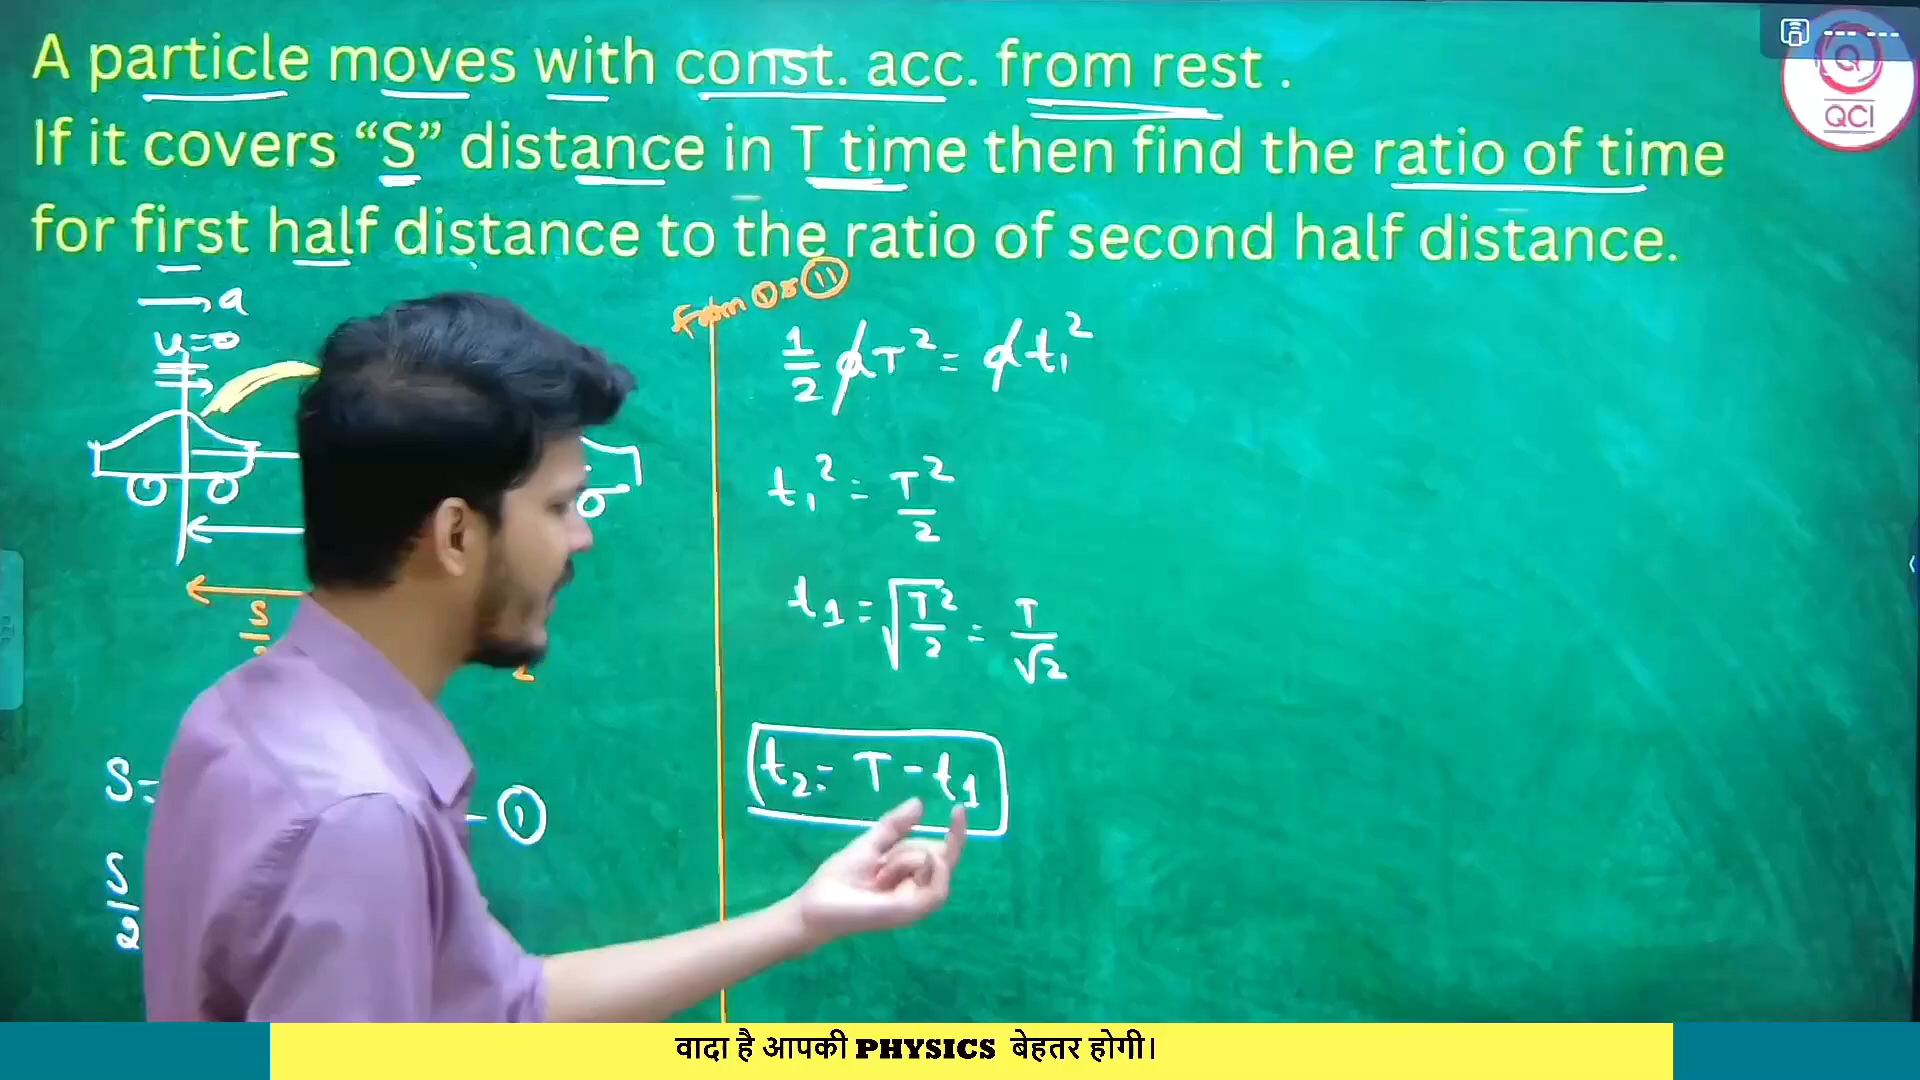 A particle moves with const. acc. from rest .
If it covers “S” distance in T time then find the ratio of time
for first half distance to the ratio of second half distance.
QCI
a
u=0
S
S=
①
S/2
from ① & ⑪
1/2 aT² = at₁²
t₁² = T²/2
t1 = √T²/2 = T/√2
t2 = T - t1
वादा है आपकी PHYSICS बेहतर होगी।